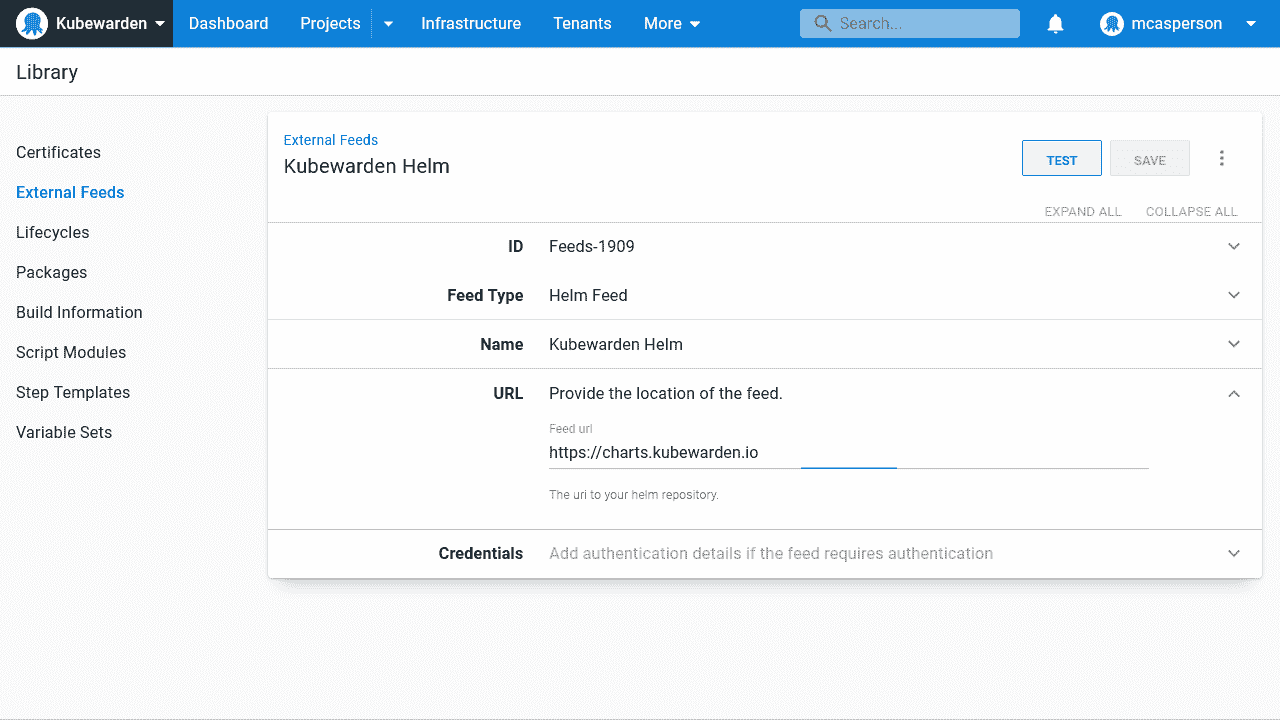 Kubewarden Dashboard Projects Infrastructure Tenants More Search... mcasperson
Library
Certificates
External Feeds
Lifecycles
Packages
Build Information
Script Modules
Step Templates
Variable Sets
External Feeds
Kubewarden Helm
TEST SAVE
EXPAND ALL COLLAPSE ALL
ID Feeds-1909
Feed Type Helm Feed
Name Kubewarden Helm
URL Provide the location of the feed.
Feed url
https://charts.kubewarden.io
The uri to your helm repository.
Credentials Add authentication details if the feed requires authentication